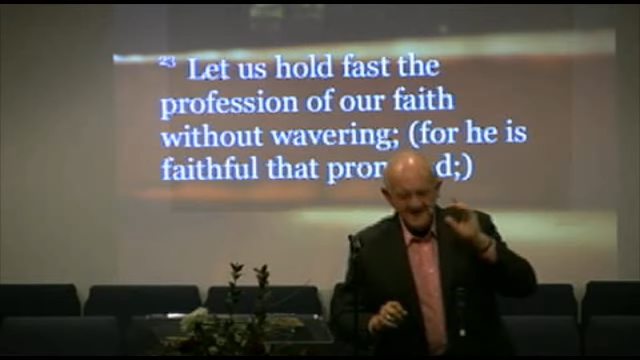 23 Let us hold fast the
profession of our faith
without wavering; (for he is
faithful that